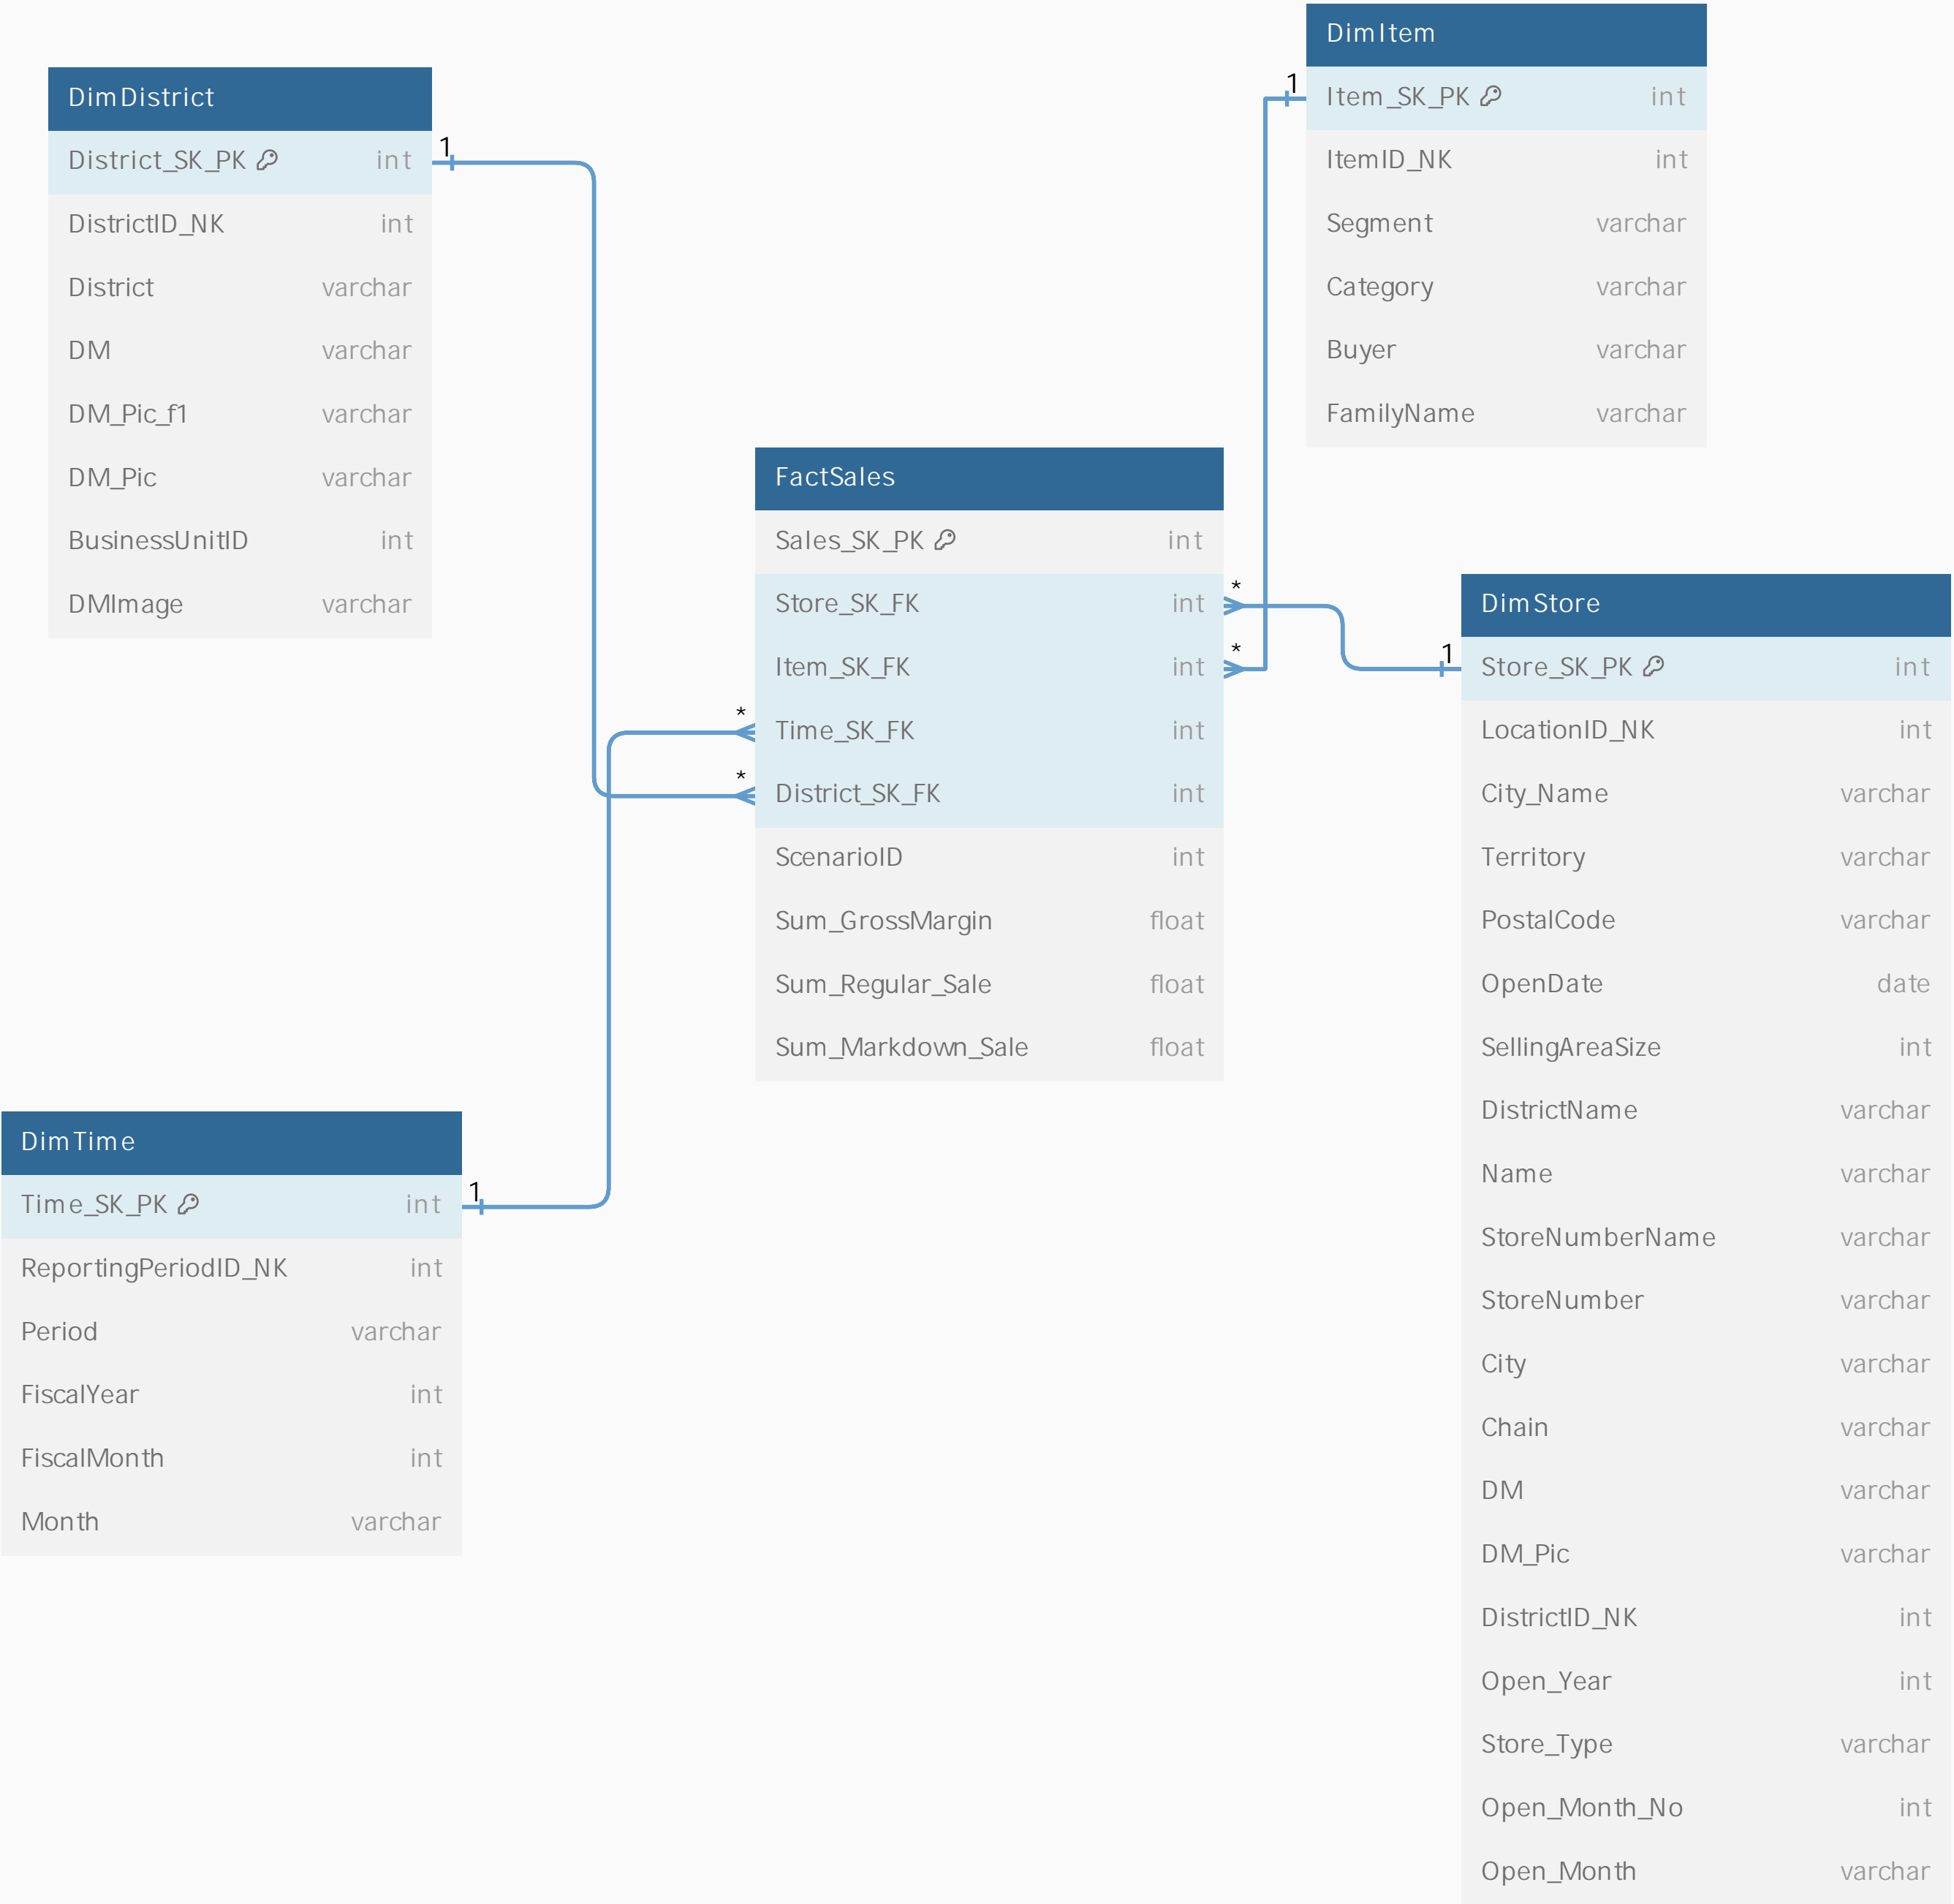 DimDistrict
District_SK_PK int
DistrictID_NK int
District varchar
DM varchar
DM_Pic_f1 varchar
DM_Pic varchar
BusinessUnitID int
DMImage varchar
1
DimItem
Item_SK_PK int
ItemID_NK int
Segment varchar
Category varchar
Buyer varchar
FamilyName varchar
1
FactSales
Sales_SK_PK int
Store_SK_FK int
Item_SK_FK int
Time_SK_FK int
District_SK_FK int
ScenarioID int
Sum_GrossMargin float
Sum_Regular_Sale float
Sum_Markdown_Sale float
*
*
*
*
DimStore
Store_SK_PK int
LocationID_NK int
City_Name varchar
Territory varchar
PostalCode varchar
OpenDate date
SellingAreaSize int
DistrictName varchar
Name varchar
StoreNumberName varchar
StoreNumber varchar
City varchar
Chain varchar
DM varchar
DM_Pic varchar
DistrictID_NK int
Open_Year int
Store_Type varchar
Open_Month_No int
Open_Month varchar
1
DimTime
Time_SK_PK int
ReportingPeriodID_NK int
Period varchar
FiscalYear int
FiscalMonth int
Month varchar
1